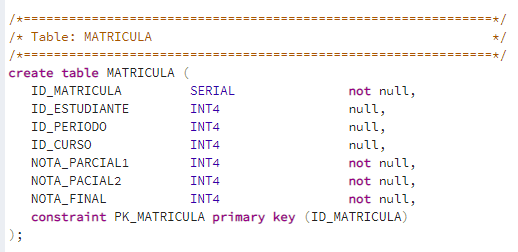 /*==============================================================*/
/* Table: MATRICULA                                             */
/*==============================================================*/
create table MATRICULA (
   ID_MATRICULA         SERIAL               not null,
   ID_ESTUDIANTE        INT4                 null,
   ID_PERIODO           INT4                 null,
   ID_CURSO             INT4                 null,
   NOTA_PARCIAL1        INT4                 not null,
   NOTA_PACIAL2         INT4                 not null,
   NOTA_FINAL           INT4                 not null,
   constraint PK_MATRICULA primary key (ID_MATRICULA)
);